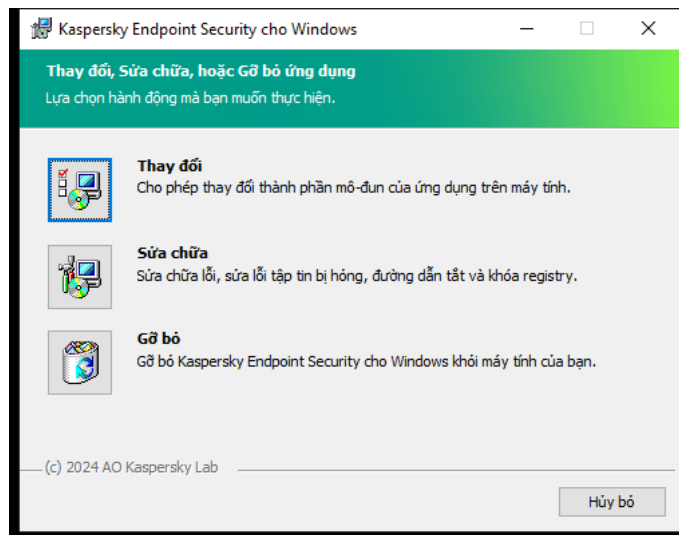 Kaspersky Endpoint Security cho Windows
Thay đổi, Sửa chữa, hoặc Gỡ bỏ ứng dụng
Lựa chọn hành động mà bạn muốn thực hiện.
Thay đổi
Cho phép thay đổi thành phần mô-đun của ứng dụng trên máy tính.
Sửa chữa
Sửa chữa lỗi, sửa lỗi tập tin bị hỏng, đường dẫn tắt và khóa registry.
Gỡ bỏ
Gỡ bỏ Kaspersky Endpoint Security cho Windows khỏi máy tính của bạn.
(c) 2024 AO Kaspersky Lab
Hủy bỏ